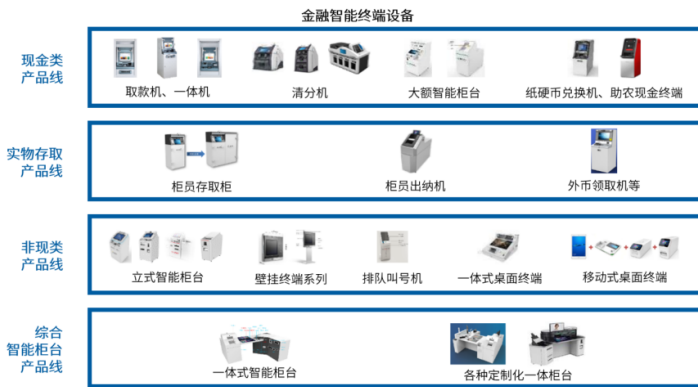 金融智能终端设备
现金类
产品线
取款机、一体机
清分机
大额智能柜台
纸硬币兑换机、助农现金终端
实物存取
产品线
柜员存取柜
柜员出纳机
外币领取机等
非现类
产品线
立式智能柜台
壁挂终端系列
排队叫号机
一体式桌面终端
移动式桌面终端
综合
智能柜台
产品线
一体式智能柜台
各种定制化一体柜台